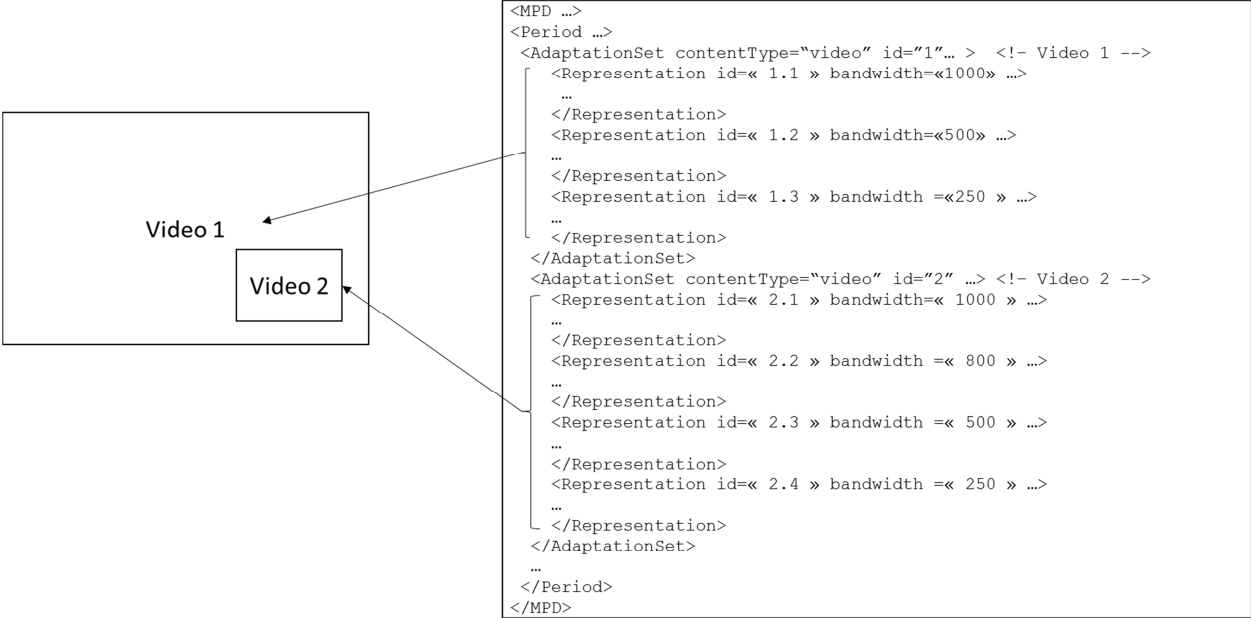 Video 1
Video 2
<MPD …>
<Period …>
<AdaptationSet contentType=“video” id=”1”… > <!– Video 1 -->
<Representation id=« 1.1 » bandwidth=«1000» …>
…
</Representation>
<Representation id=« 1.2 » bandwidth=«500» …>
…
</Representation>
<Representation id=« 1.3 » bandwidth =«250 » …>
…
</Representation>
</AdaptationSet>
<AdaptationSet contentType=“video” id=”2” …> <!– Video 2 -->
<Representation id=« 2.1 » bandwidth=« 1000 » …>
…
</Representation>
<Representation id=« 2.2 » bandwidth =« 800 » …>
…
</Representation>
<Representation id=« 2.3 » bandwidth =« 500 » …>
…
</Representation>
<Representation id=« 2.4 » bandwidth =« 250 » …>
…
</Representation>
</AdaptationSet>
…
</Period>
</MPD>